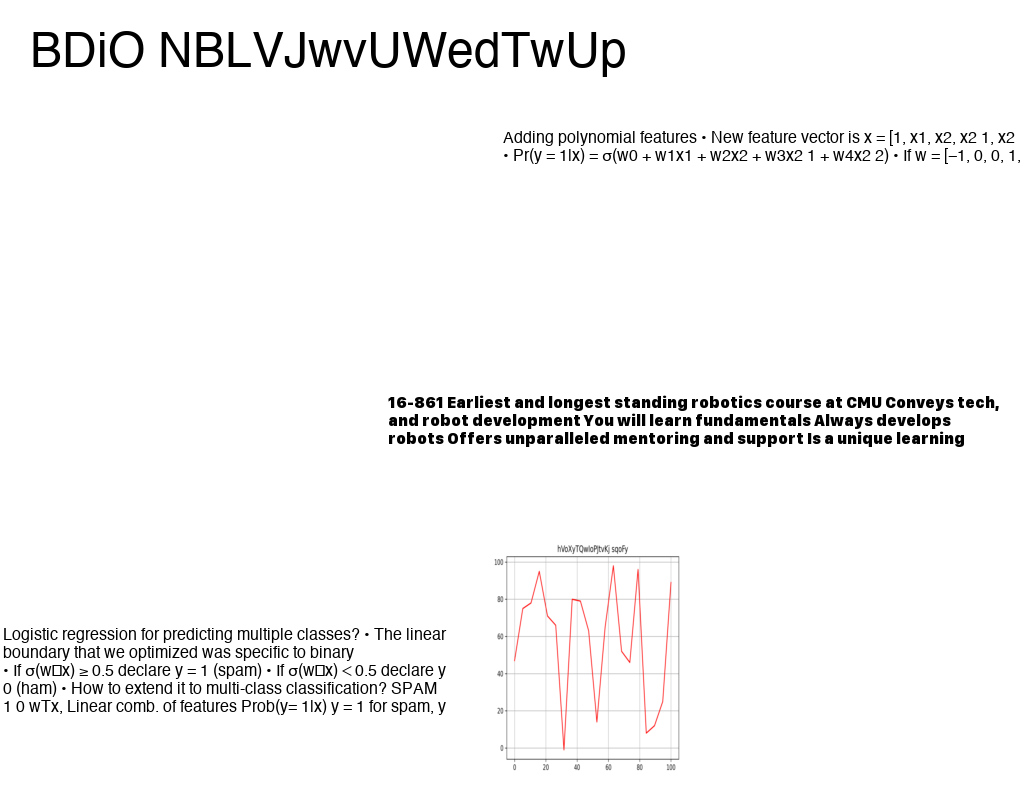 BDiO NBLVJwvUWedTwUp
Adding polynomial features • New feature vector is x = [1, x1, x2, x2 1, x2
• Pr(y = 1|x) = σ(w0 + w1x1 + w2x2 + w3x2 1 + w4x2 2) • If w = [−1, 0, 0, 1,
16-861 Earliest and longest standing robotics course at CMU Conveys tech,
and robot development You will learn fundamentals Always develops
robots Offers unparalleled mentoring and support Is a unique learning
hVoXyTQwIoPJtvKj sqoFy
100
80
60
40
20
0
0 20 40 60 80 100
Logistic regression for predicting multiple classes? • The linear
boundary that we optimized was specific to binary
• If σ(w□x) ≥ 0.5 declare y = 1 (spam) • If σ(w□x) < 0.5 declare y
0 (ham) • How to extend it to multi-class classification? SPAM
1 0 wTx, Linear comb. of features Prob(y= 1|x) y = 1 for spam, y